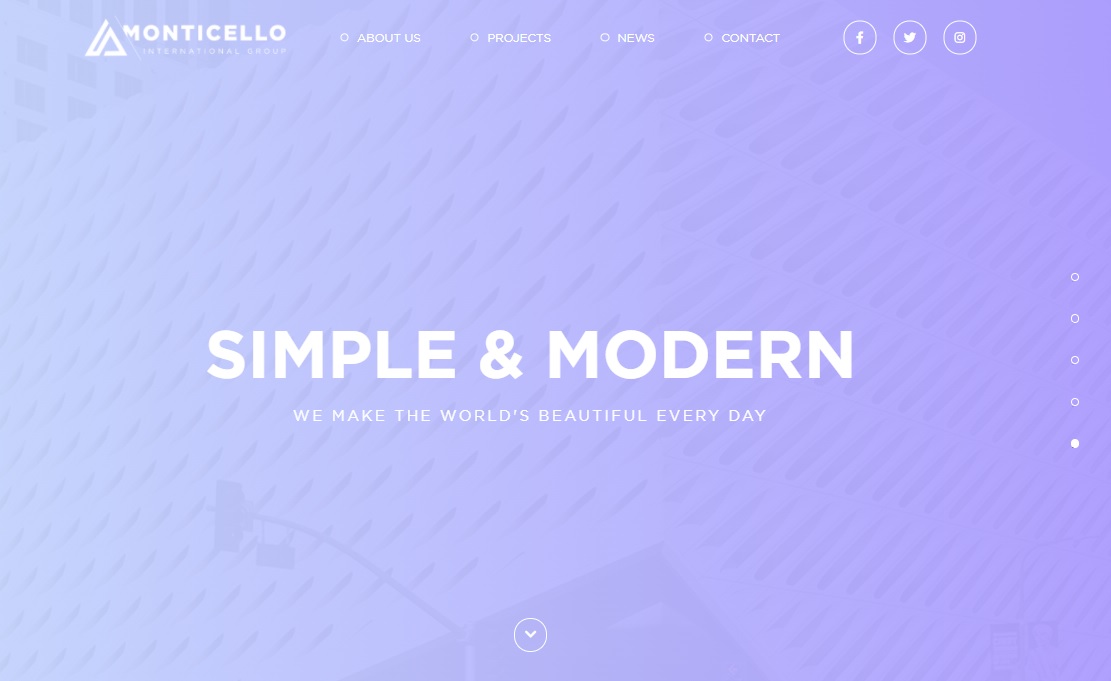 MONTICELLO
INTERNATIONAL GROUP
ABOUT US
PROJECTS
NEWS
CONTACT
SIMPLE & MODERN
WE MAKE THE WORLD'S BEAUTIFUL EVERY DAY